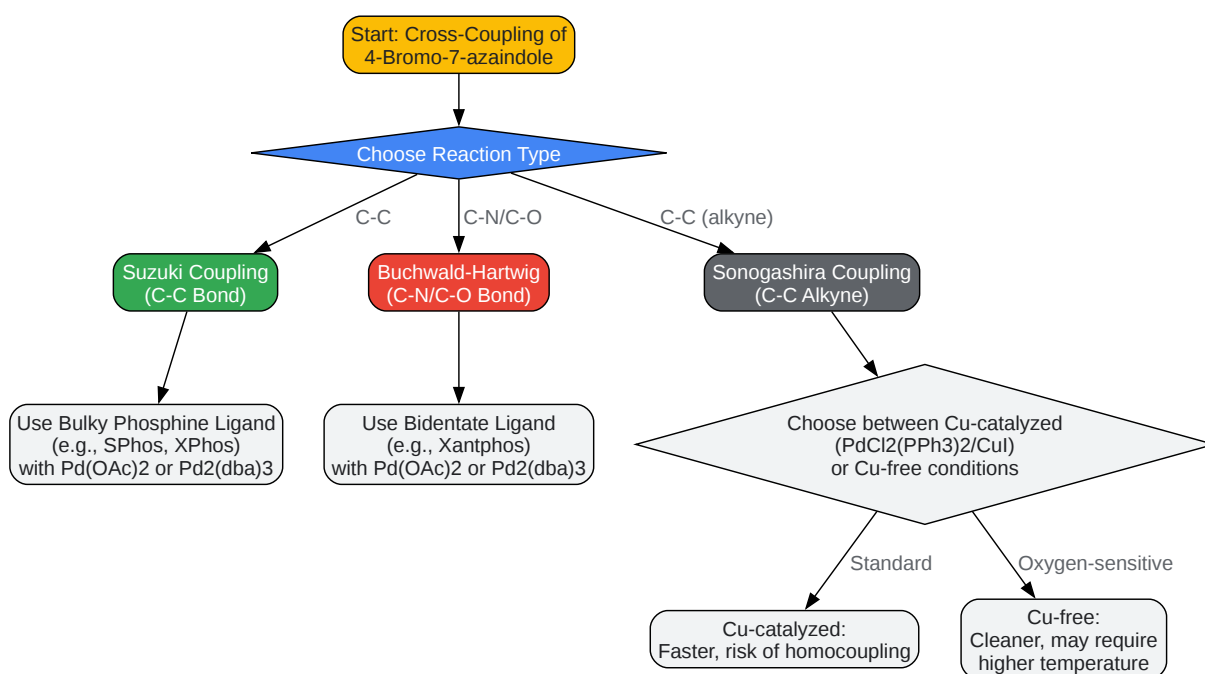 Start: Cross-Coupling of
4-Bromo-7-azaindole
Choose Reaction Type
C-C
C-N/C-O
C-C (alkyne)
Suzuki Coupling
(C-C Bond)
Buchwald-Hartwig
(C-N/C-O Bond)
Sonogashira Coupling
(C-C Alkyne)
Use Bulky Phosphine Ligand
(e.g., SPhos, XPhos)
with Pd(OAc)2 or Pd2(dba)3
Use Bidentate Ligand
(e.g., Xantphos)
with Pd(OAc)2 or Pd2(dba)3
Choose between Cu-catalyzed
(PdCl2(PPh3)2/CuI)
or Cu-free conditions
Standard
Oxygen-sensitive
Cu-catalyzed:
Faster, risk of homocoupling
Cu-free:
Cleaner, may require
higher temperature